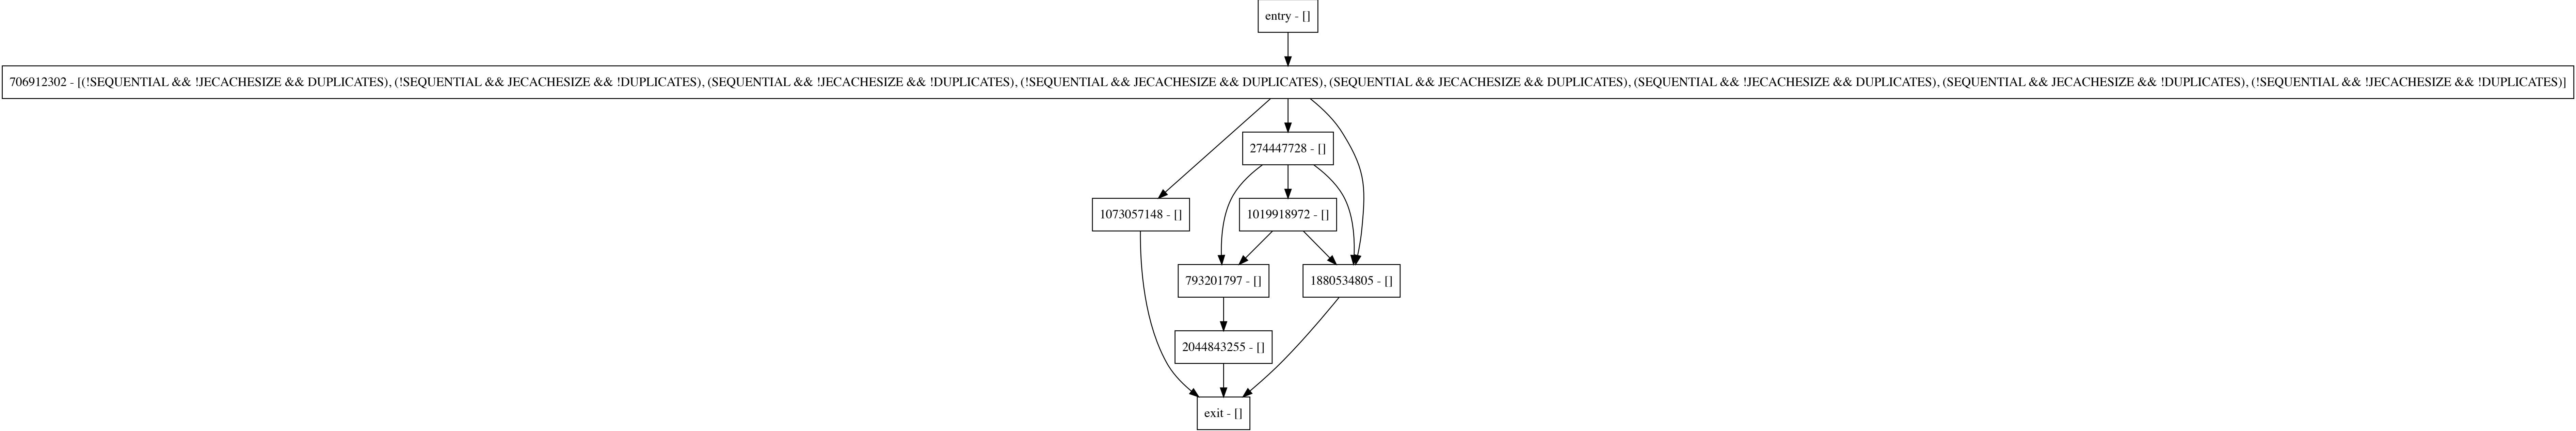 entry - []
706912302 - [(!SEQUENTIAL && !JECACHESIZE && DUPLICATES), (!SEQUENTIAL && JECACHESIZE && !DUPLICATES), (SEQUENTIAL && !JECACHESIZE && !DUPLICATES), (!SEQUENTIAL && JECACHESIZE && DUPLICATES), (SEQUENTIAL && JECACHESIZE && DUPLICATES), (SEQUENTIAL && !JECACHESIZE && DUPLICATES), (SEQUENTIAL && JECACHESIZE && !DUPLICATES), (!SEQUENTIAL && !JECACHESIZE && !DUPLICATES)]
274447728 - []
1073057148 - []
1019918972 - []
793201797 - []
1880534805 - []
2044843255 - []
exit - []